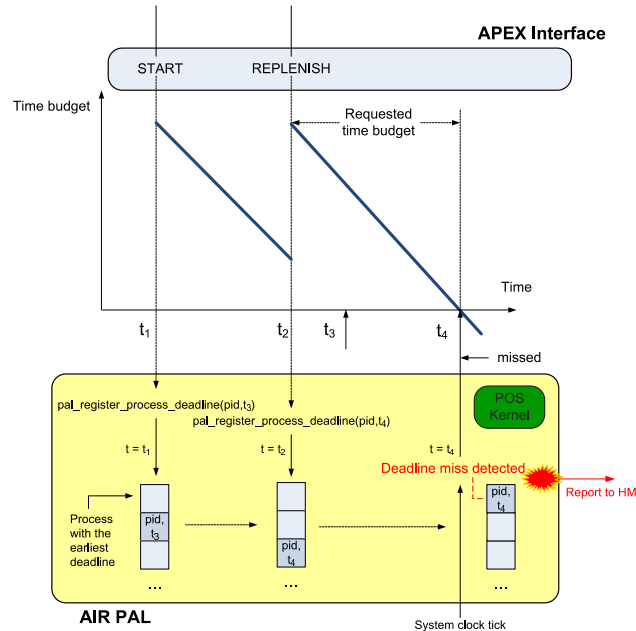 APEX Interface
START
REPLENISH
Time budget
Requested
time budget
Time
t1
t2
t3
t4
missed
pal_register_process_deadline(pid,t3)
pal_register_process_deadline(pid,t4)
POS
Kernel
t = t1
t = t2
t = t4
Deadline miss detected
Report to HM
Process
with the
earliest
deadline
pid,
t3
pid,
t4
pid,
t4
...
...
...
AIR PAL
System clock tick